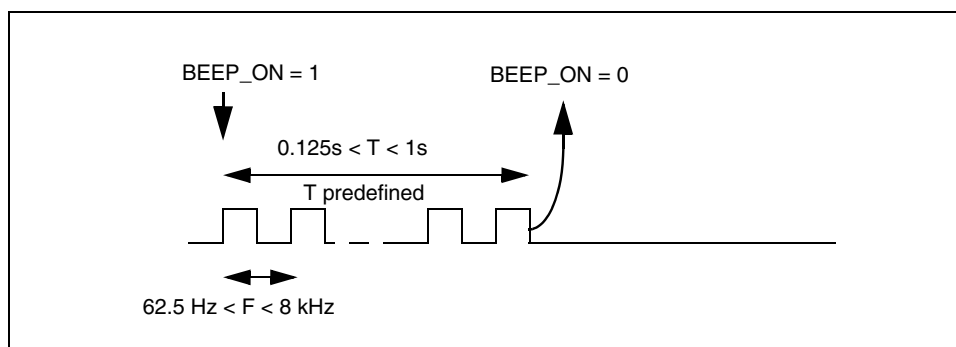 BEEP_ON = 1
BEEP_ON = 0
0.125s < T < 1s
T predefined
62.5 Hz < F < 8 kHz